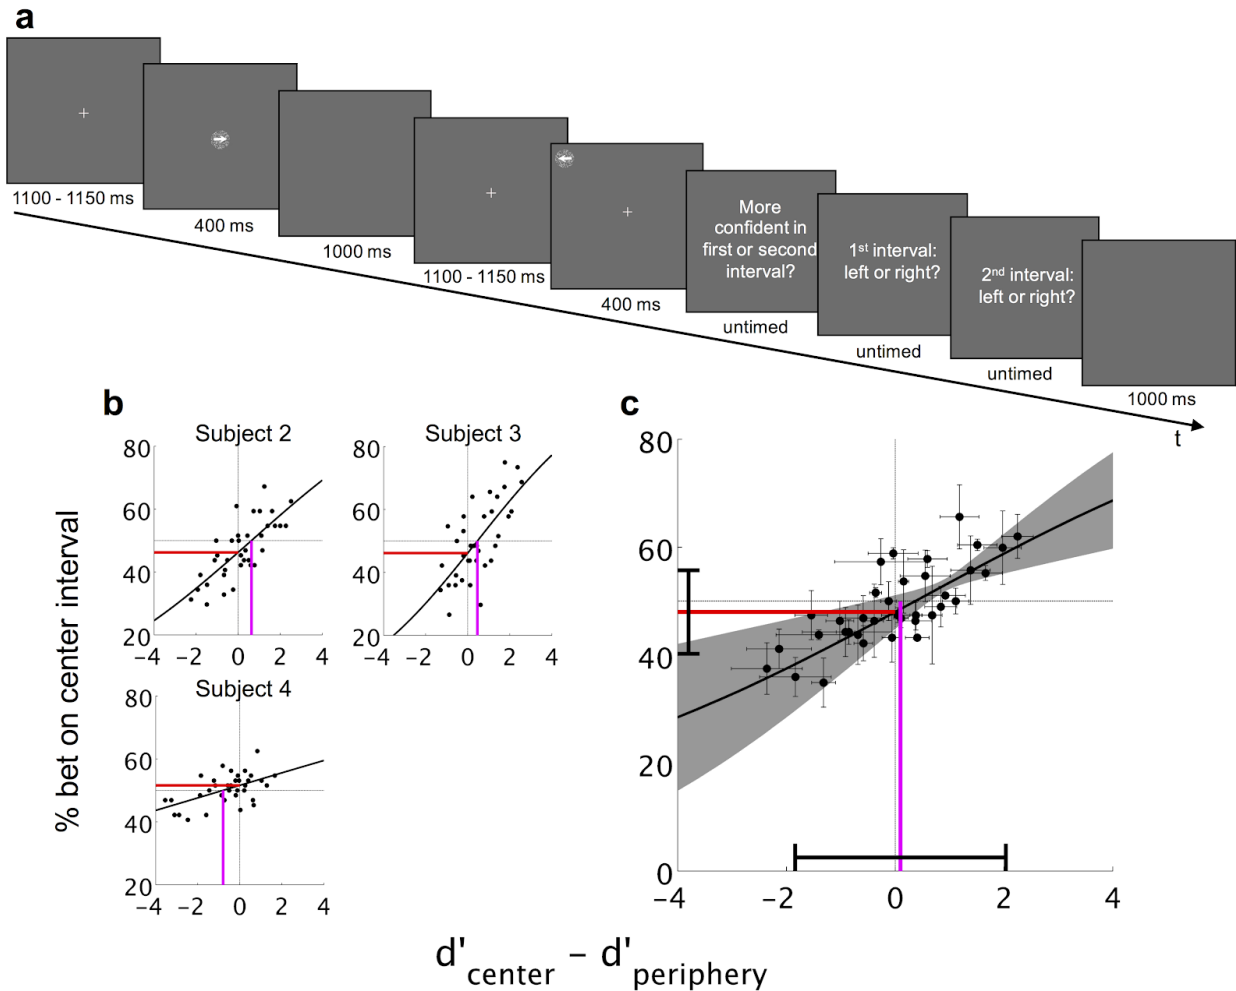 a
1100 - 1150 ms
400 ms
1000 ms
1100 - 1150 ms
400 ms
More
confident in
first or second
interval?
untimed
1st interval:
left or right?
untimed
2nd interval:
left or right?
untimed
1000 ms
t
b
Subject 2
80
60
40
20
-4 -2 0 2 4
Subject 3
80
60
40
20
-4 -2 0 2 4
Subject 4
80
60
40
20
-4 -2 0 2 4
% bet on center interval
c
80
60
40
20
0
-4 -2 0 2 4
d'center - d'periphery